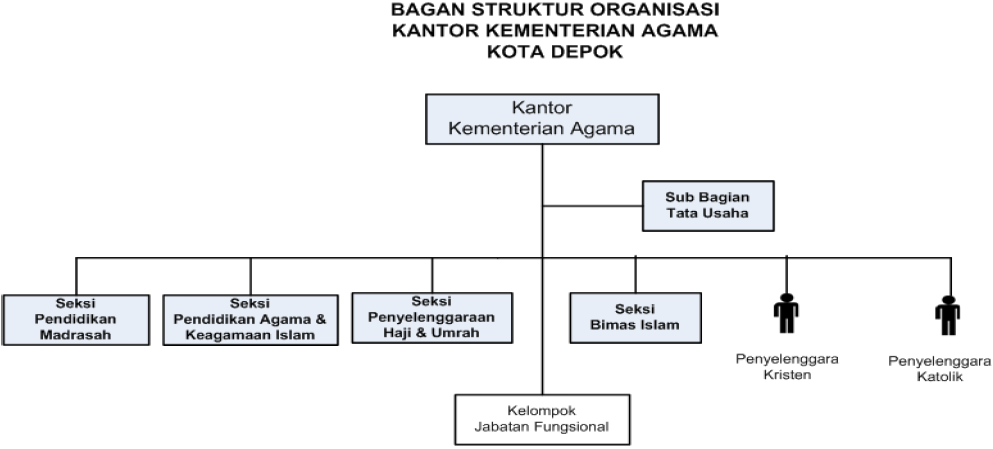 BAGAN STRUKTUR ORGANISASI
KANTOR KEMENTERIAN AGAMA
KOTA DEPOK
Kantor
Kementerian Agama
Sub Bagian
Tata Usaha
Seksi
Pendidikan
Madrasah
Seksi
Pendidikan Agama &
Keagamaan Islam
Seksi
Penyelenggaraan
Haji & Umrah
Seksi
Bimas Islam
Penyelenggara
Kristen
Penyelenggara
Katolik
Kelompok
Jabatan Fungsional